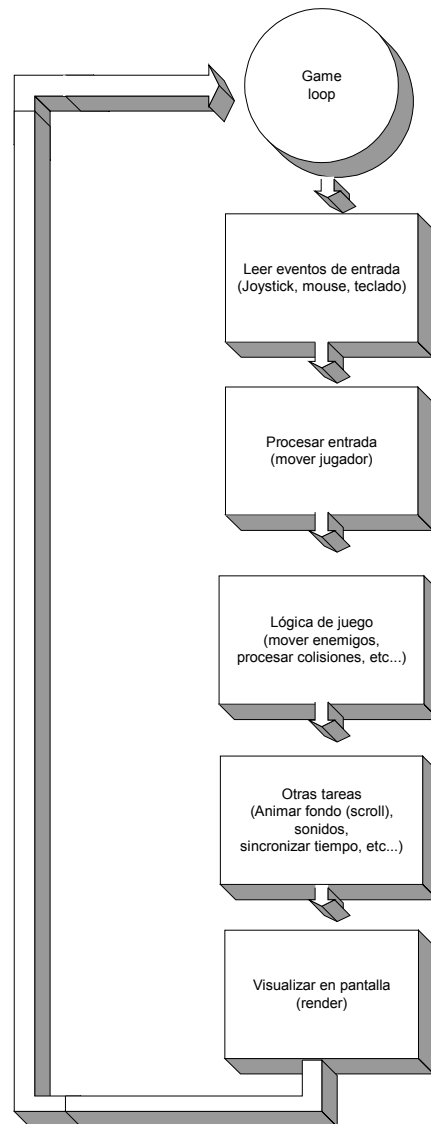 Game
loop
Leer eventos de entrada
(Joystick, mouse, teclado)
Procesar entrada
(mover jugador)
Lógica de juego
(mover enemigos,
procesar colisiones, etc...)
Otras tareas
(Animar fondo (scroll),
sonidos,
sincronizar tiempo, etc...)
Visualizar en pantalla
(render)